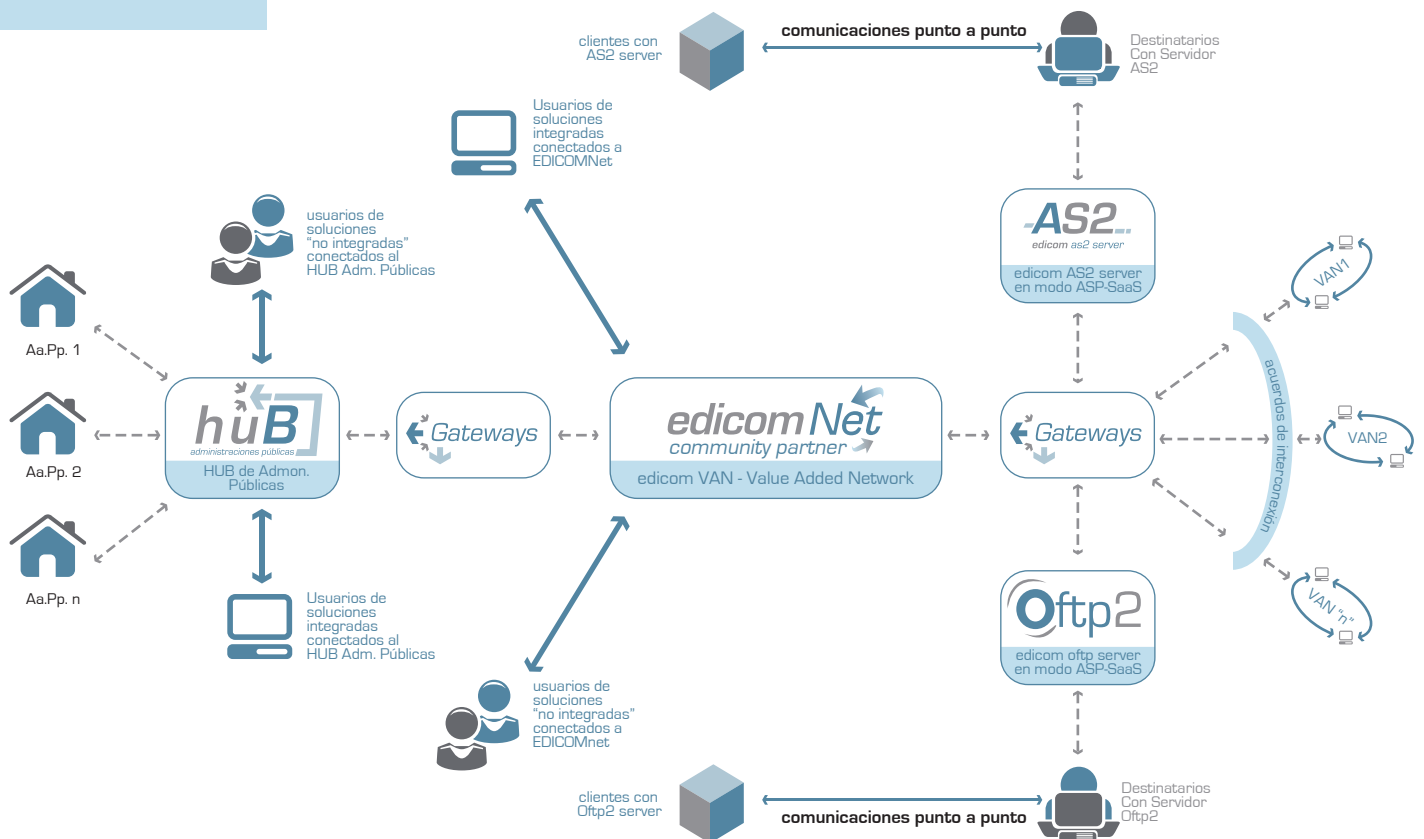 clientes con
AS2 server
comunicaciones punto a punto
Destinatarios
Con Servidor
AS2
Usuarios de
soluciones
integradas
conectados a
EDICOMNet
usuarios de
soluciones
"no integradas"
conectados al
HUB Adm. Públicas
-AS2...
edicom as2 server
edicom AS2 server
en modo ASP-SaaS
VAN1
Aa.Pp. 1
huB
administraciones públicas
HUB de Admon.
Públicas
Gateways
edicom Net
community partner
edicom VAN - Value Added Network
Gateways
acuerdos de interconexión
VAN2
Aa.Pp. 2
Aa.Pp. n
Usuarios de
soluciones
integradas
conectados al
HUB Adm. Públicas
Oftp2
edicom oftp server
en modo ASP-SaaS
VAN "n"
usuarios de
soluciones
"no integradas"
conectados a
EDICOMnet
clientes con
Oftp2 server
comunicaciones punto a punto
Destinatarios
Con Servidor
Oftp2